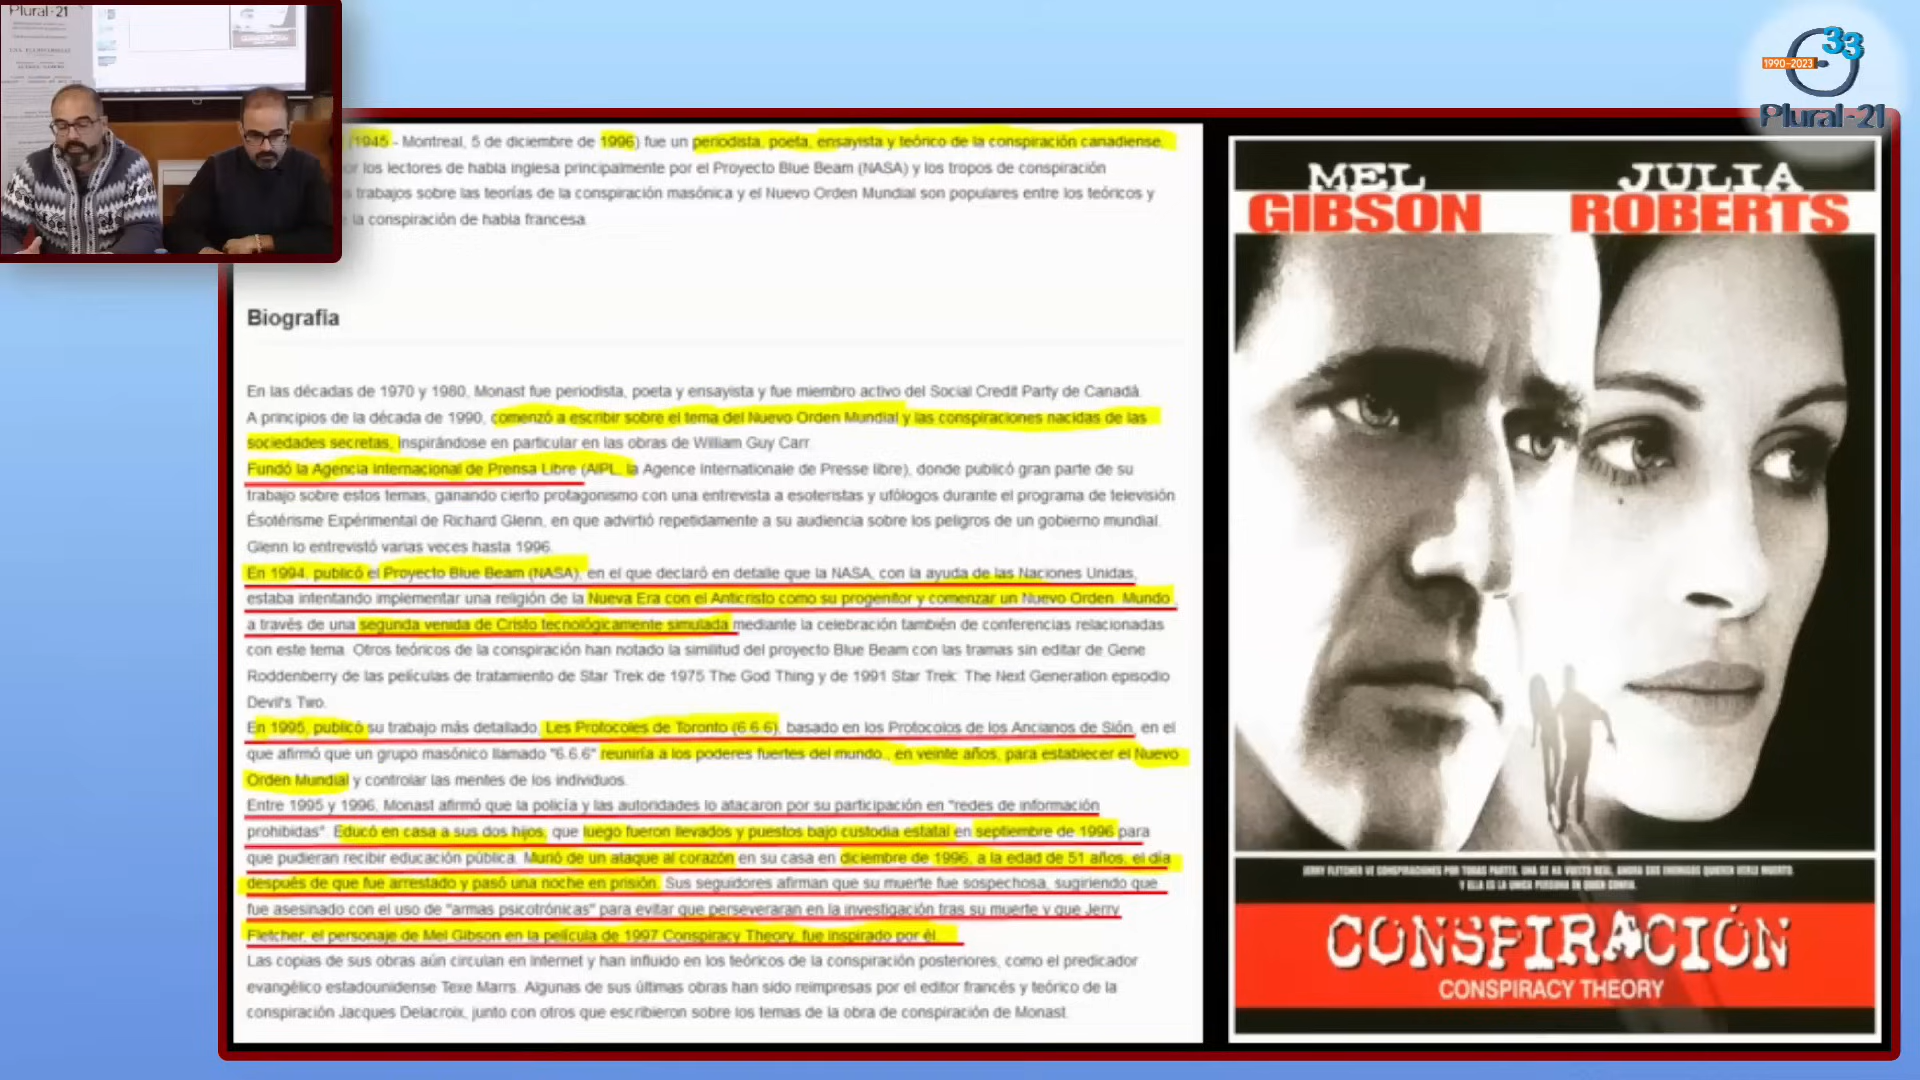 Plural-21
33
1990-2023
Plural-21
(1945 - Montreal, 5 de diciembre de 1996) fue un periodista, poeta, ensayista y teórico de la conspiración canadiense.
or los lectores de habla inglesa principalmente por el Proyecto Blue Beam (NASA) y los tropos de conspiración
s trabajos sobre las teorías de la conspiración masónica y el Nuevo Orden Mundial son populares entre los teóricos y
la conspiración de habla francesa.
Biografía
En las décadas de 1970 y 1980, Monast fue periodista, poeta y ensayista y fue miembro activo del Social Credit Party de Canadá.
A principios de la década de 1990, comenzó a escribir sobre el tema del Nuevo Orden Mundial y las conspiraciones nacidas de las
sociedades secretas, inspirándose en particular en las obras de William Guy Carr.
Fundó la Agencia Internacional de Prensa Libre (AIPL, la Agence Internationale de Presse libre), donde publicó gran parte de su
trabajo sobre estos temas, ganando cierto protagonismo con una entrevista a esoteristas y ufólogos durante el programa de televisión
Ésotérisme Expérimental de Richard Glenn, en que advirtió repetidamente a su audiencia sobre los peligros de un gobierno mundial.
Glenn lo entrevistó varias veces hasta 1996.
En 1994, publicó el Proyecto Blue Beam (NASA), en el que declaró en detalle que la NASA, con la ayuda de las Naciones Unidas,
estaba intentando implementar una religión de la Nueva Era con el Anticristo como su progenitor y comenzar un Nuevo Orden Mundo
a través de una segunda venida de Cristo tecnológicamente simulada mediante la celebración también de conferencias relacionadas
con este tema. Otros teóricos de la conspiración han notado la similitud del proyecto Blue Beam con las tramas sin editar de Gene
Roddenberry de las películas de tratamiento de Star Trek de 1975 The God Thing y de 1991 Star Trek: The Next Generation episodio
Devil's Two.
En 1995, publicó su trabajo más detallado, Les Protocoles de Toronto (6.6.6), basado en los Protocolos de los Ancianos de Sión, en el
que afirmó que un grupo masónico llamado "6.6.6" reuniría a los poderes fuertes del mundo., en veinte años, para establecer el Nuevo
Orden Mundial y controlar las mentes de los individuos.
Entre 1995 y 1996, Monast afirmó que la policía y las autoridades lo atacaron por su participación en "redes de información
prohibidas". Educó en casa a sus dos hijos, que luego fueron llevados y puestos bajo custodia estatal en septiembre de 1996 para
que pudieran recibir educación pública. Murió de un ataque al corazón en su casa en diciembre de 1996, a la edad de 51 años, el día
después de que fue arrestado y pasó una noche en prisión. Sus seguidores afirman que su muerte fue sospechosa, sugiriendo que
fue asesinado con el uso de "armas psicotrónicas" para evitar que perseveraran en la investigación tras su muerte y que Jerry
Fletcher, el personaje de Mel Gibson en la película de 1997 Conspiracy Theory, fue inspirado por él.
Las copias de sus obras aún circulan en Internet y han influido en los teóricos de la conspiración posteriores, como el predicador
evangélico estadounidense Texe Marrs. Algunas de sus últimas obras han sido reimpresas por el editor francés y teórico de la
conspiración Jacques Delacroix, junto con otros que escribieron sobre los temas de la obra de conspiración de Monast.
MEL GIBSON
JULIA ROBERTS
JERRY FLETCHER VE CONSPIRACIONES POR TODAS PARTES. UNA SE HA VUELTO REAL. AHORA SUS ENEMIGOS QUIEREN VERLE MUERTO.
Y ELLA ES LA UNICA PERSONA EN QUIEN CONFIA.
CONSPIRACIÓN
CONSPIRACY THEORY